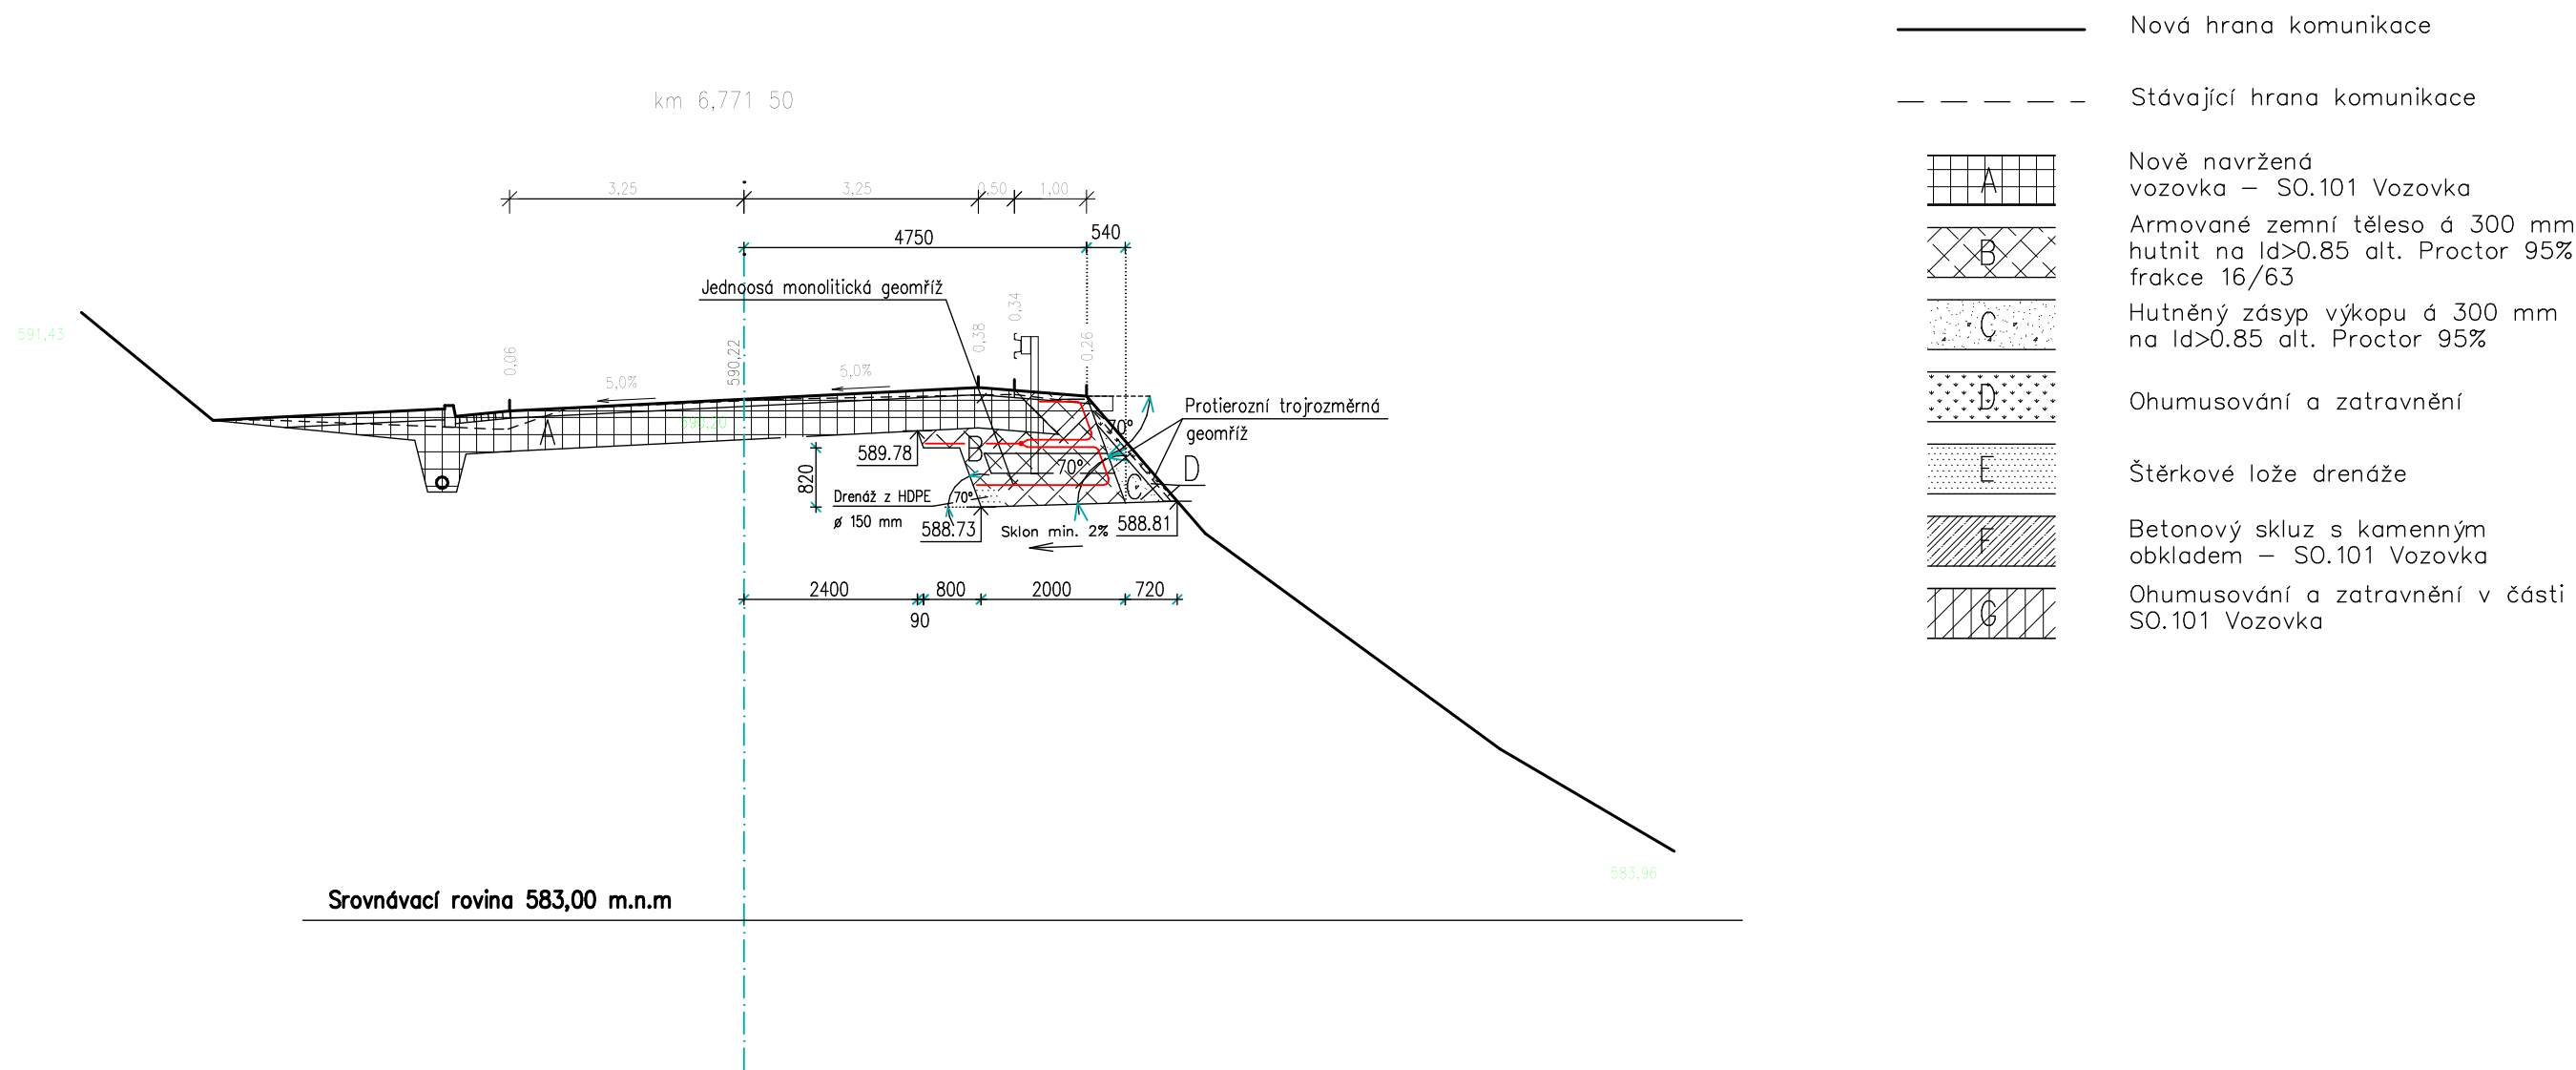 km 6,771 50
3,25
3,25
0.50
1,00
4750
540
Jednoosá monolitická geomříž
0,34
0,38
0,26
590,22
0,06
591,43
5,0%
5,0%
590,20
A
B
C
D
Protierozní trojrozměrná
geomříž
70°
70°
70°
589.78
820
Drenáž z HDPE
ø 150 mm
588.73
Sklon min. 2%
588.81
2400
800
2000
720
90
583,96
Srovnávací rovina 583,00 m.n.m
Nová hrana komunikace
Stávající hrana komunikace
A
Nově navržená
vozovka – SO.101 Vozovka
B
Armované zemní těleso á 300 mm
hutnit na Id>0.85 alt. Proctor 95%
frakce 16/63
C
Hutněný zásyp výkopu á 300 mm
na Id>0.85 alt. Proctor 95%
D
Ohumusování a zatravnění
E
Štěrkové lože drenáže
F
Betonový skluz s kamenným
obkladem – SO.101 Vozovka
G
Ohumusování a zatravnění v části
SO.101 Vozovka